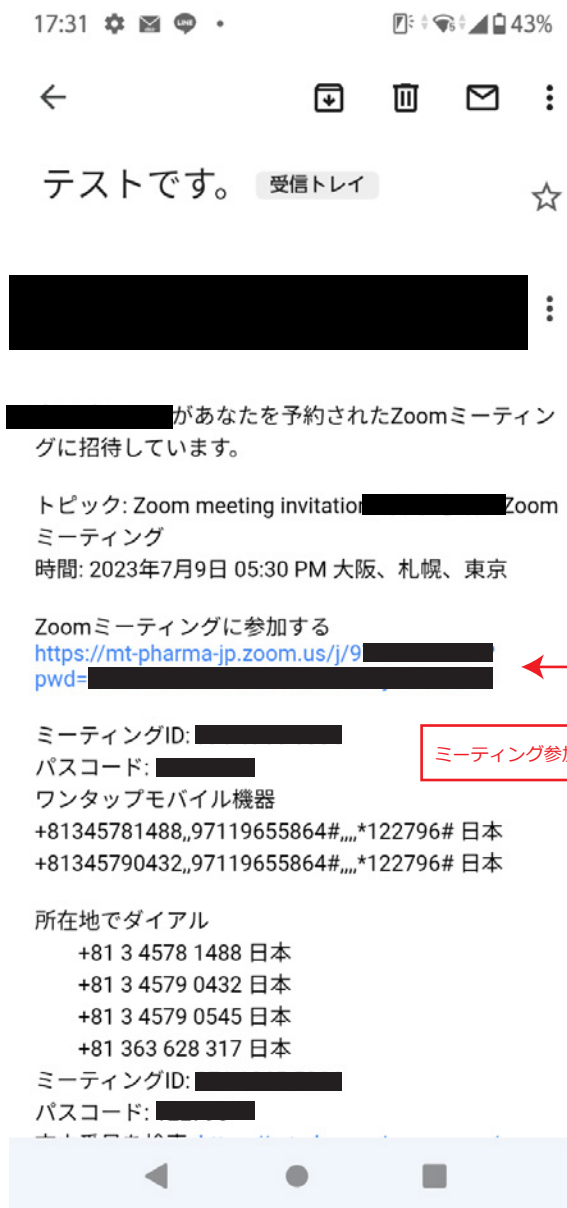 17:31
43%
テストです。 受信トレイ
があなたを予約されたZoomミーティン
グに招待しています。
トピック: Zoom meeting invitation Zoom
ミーティング
時間: 2023年7月9日 05:30 PM 大阪、札幌、東京
Zoomミーティングに参加する
https://mt-pharma-jp.zoom.us/j/9
pwd=
ミーティング参加
ミーティングID:
パスコード:
ワンタップモバイル機器
+81345781488,,97119655864#,,,,*122796# 日本
+81345790432,,97119655864#,,,,*122796# 日本
所在地でダイアル
+81 3 4578 1488 日本
+81 3 4579 0432 日本
+81 3 4579 0545 日本
+81 363 628 317 日本
ミーティングID:
パスコード: